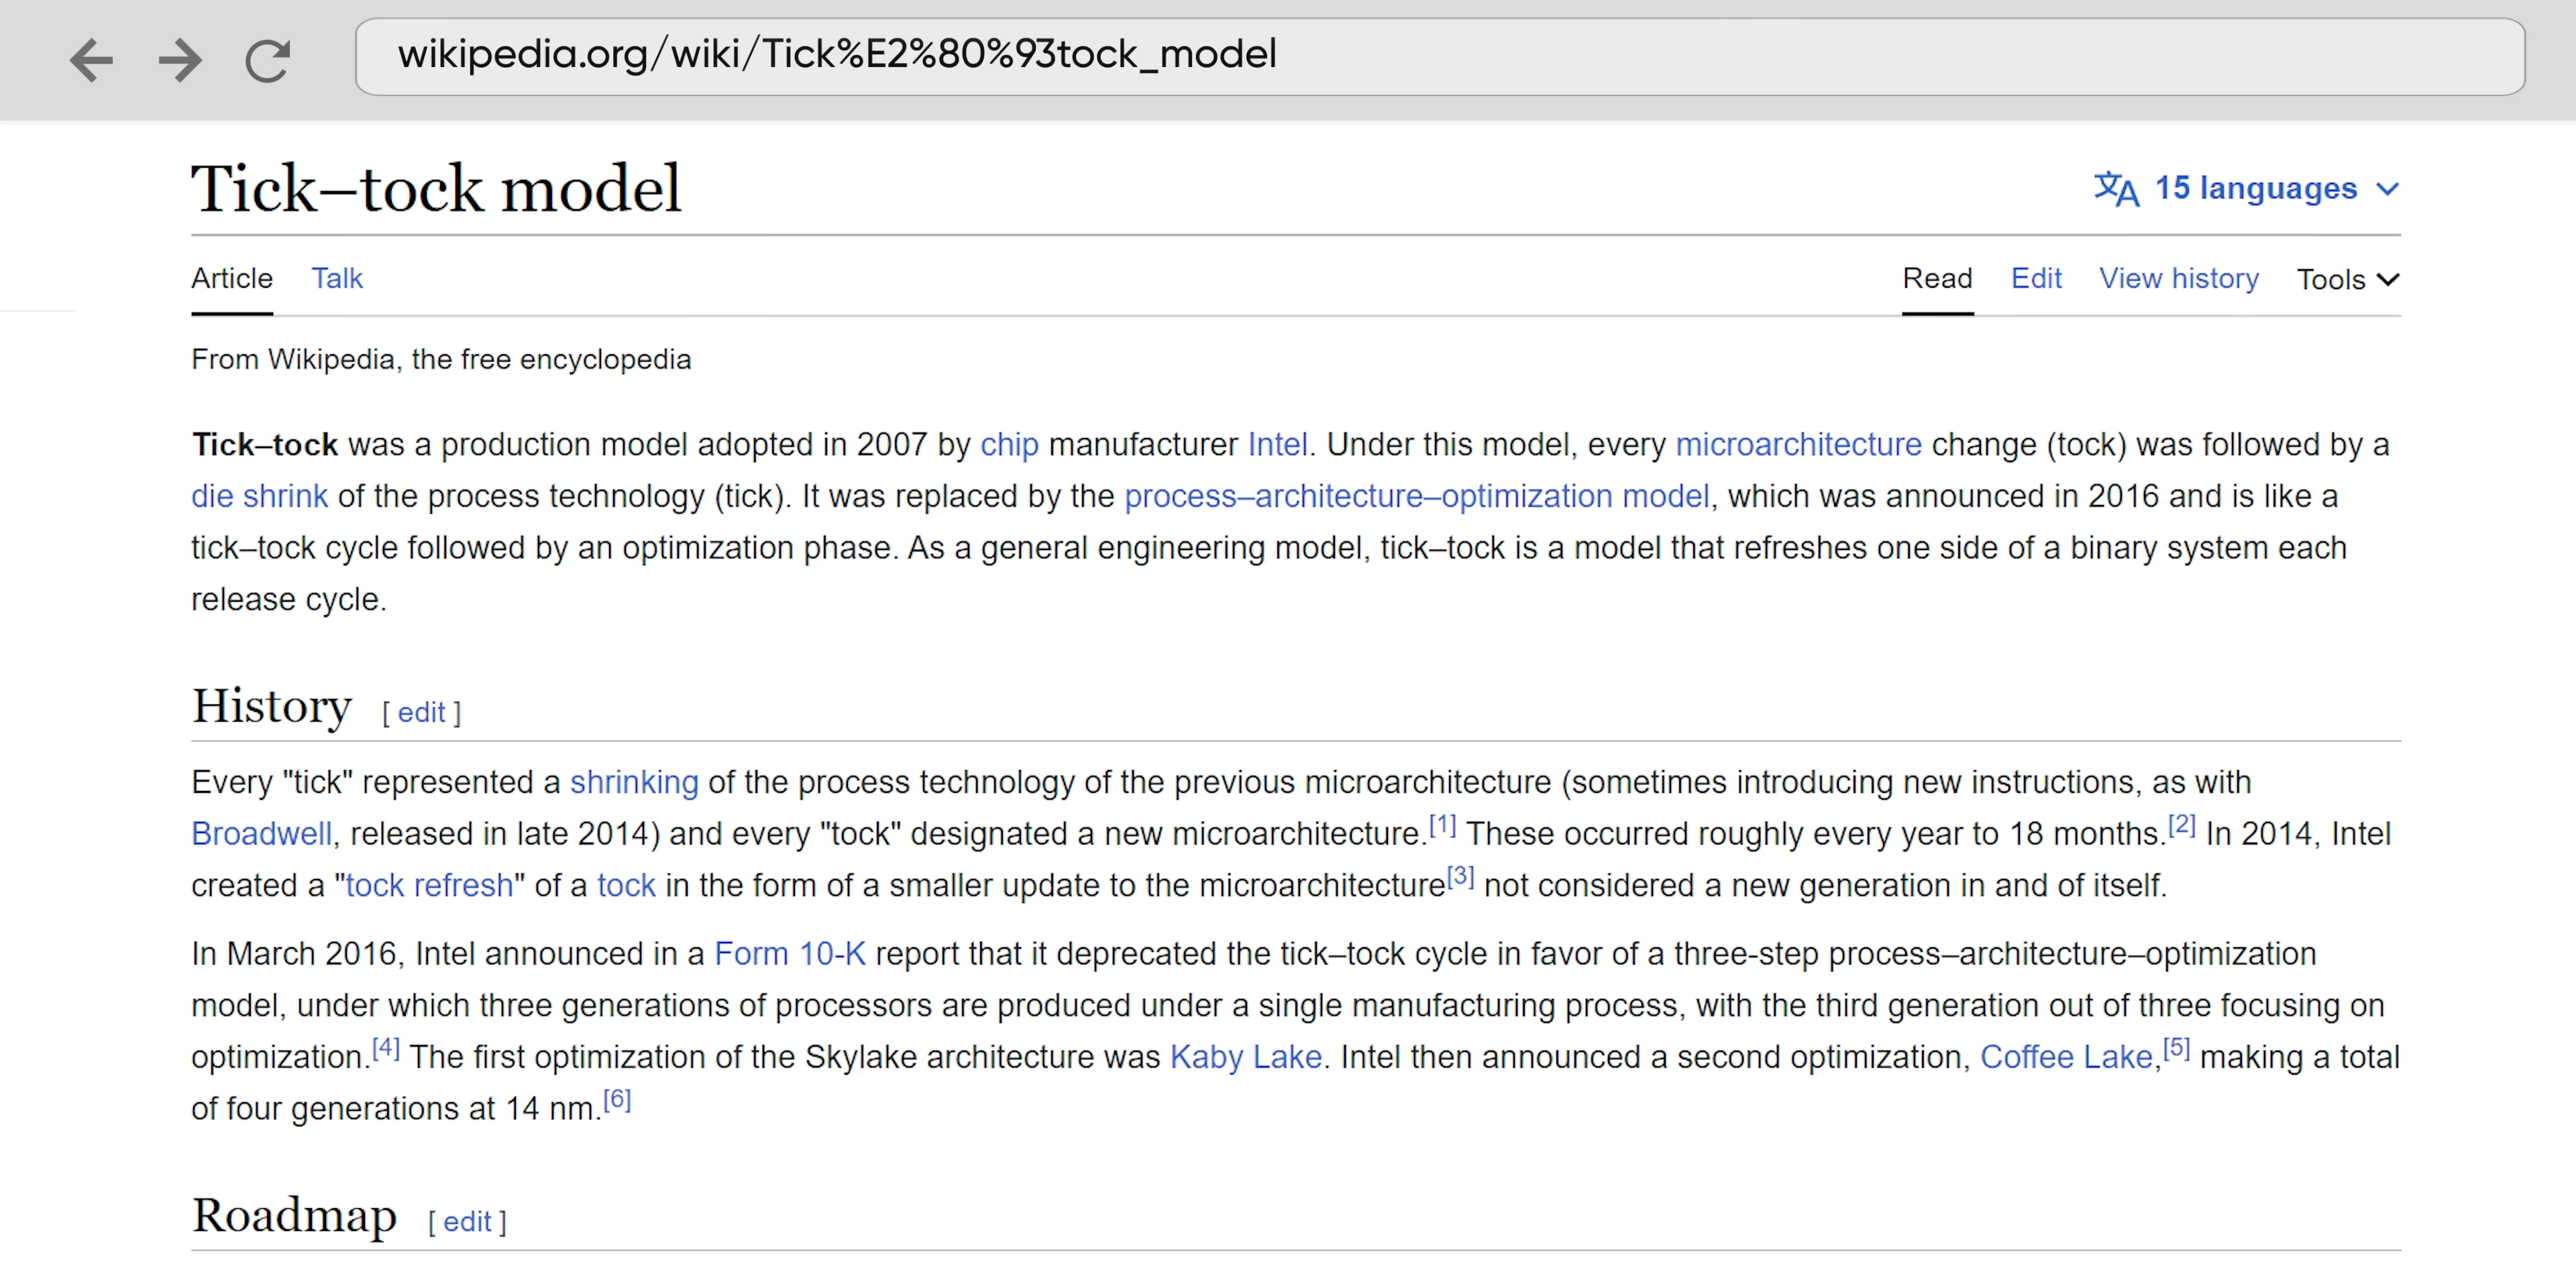 wikipedia.org/wiki/Tick%E2%80%93tock_model
Tick–tock model
15 languages
Article Talk Read Edit View history Tools
From Wikipedia, the free encyclopedia
Tick–tock was a production model adopted in 2007 by chip manufacturer Intel. Under this model, every microarchitecture change (tock) was followed by a
die shrink of the process technology (tick). It was replaced by the process–architecture–optimization model, which was announced in 2016 and is like a
tick–tock cycle followed by an optimization phase. As a general engineering model, tick–tock is a model that refreshes one side of a binary system each
release cycle.
History [ edit ]
Every "tick" represented a shrinking of the process technology of the previous microarchitecture (sometimes introducing new instructions, as with
Broadwell, released in late 2014) and every "tock" designated a new microarchitecture.[1] These occurred roughly every year to 18 months.[2] In 2014, Intel
created a "tock refresh" of a tock in the form of a smaller update to the microarchitecture[3] not considered a new generation in and of itself.
In March 2016, Intel announced in a Form 10-K report that it deprecated the tick–tock cycle in favor of a three-step process–architecture–optimization
model, under which three generations of processors are produced under a single manufacturing process, with the third generation out of three focusing on
optimization.[4] The first optimization of the Skylake architecture was Kaby Lake. Intel then announced a second optimization, Coffee Lake,[5] making a total
of four generations at 14 nm.[6]
Roadmap [ edit ]